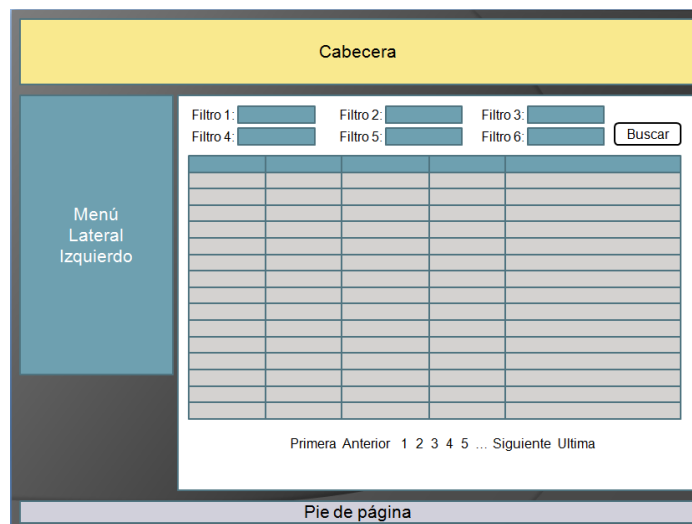 Cabecera
Filtro 1: Filtro 2: Filtro 3:
Filtro 4: Filtro 5: Filtro 6: Buscar
Menú
Lateral
Izquierdo
Primera Anterior 1 2 3 4 5 ... Siguiente Ultima
Pie de página